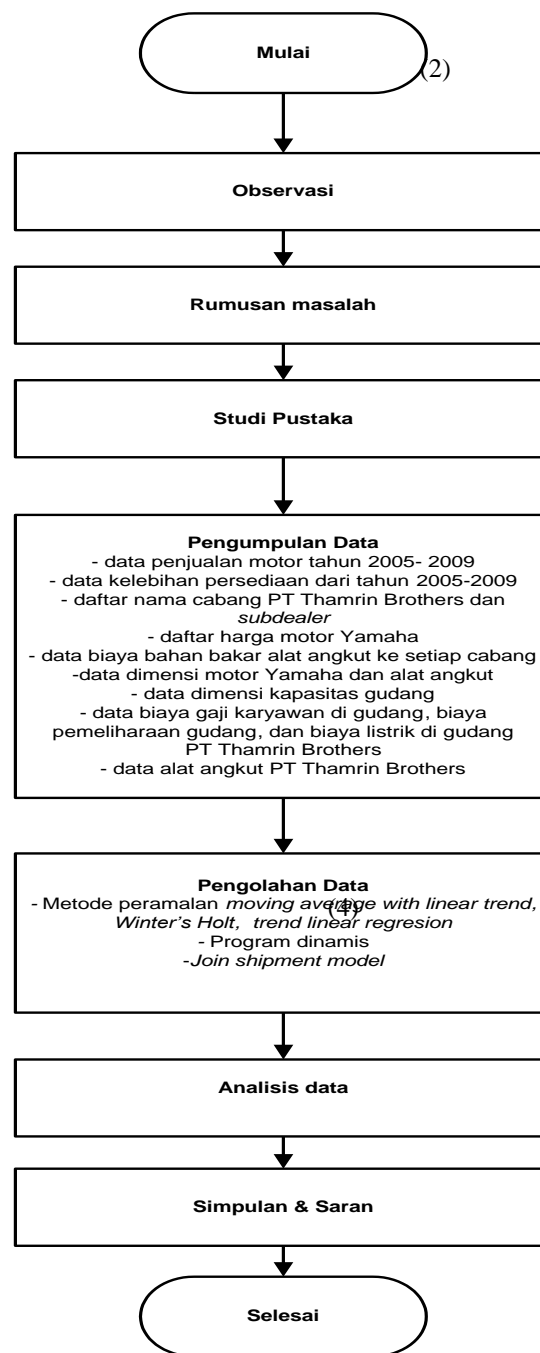 Mulai
(2)
Observasi
Rumusan masalah
Studi Pustaka
Pengumpulan Data
- data penjualan motor tahun 2005- 2009
- data kelebihan persediaan dari tahun 2005-2009
- daftar nama cabang PT Thamrin Brothers dan
subdealer
- daftar harga motor Yamaha
- data biaya bahan bakar alat angkut ke setiap cabang
-data dimensi motor Yamaha dan alat angkut
- data dimensi kapasitas gudang
- data biaya gaji karyawan di gudang, biaya
pemeliharaan gudang, dan biaya listrik di gudang
PT Thamrin Brothers
- data alat angkut PT Thamrin Brothers
Pengolahan Data
- Metode peramalan moving average with linear trend,
(4)
Winter's Holt, trend linear regresion
- Program dinamis
-Join shipment model
Analisis data
Simpulan & Saran
Selesai